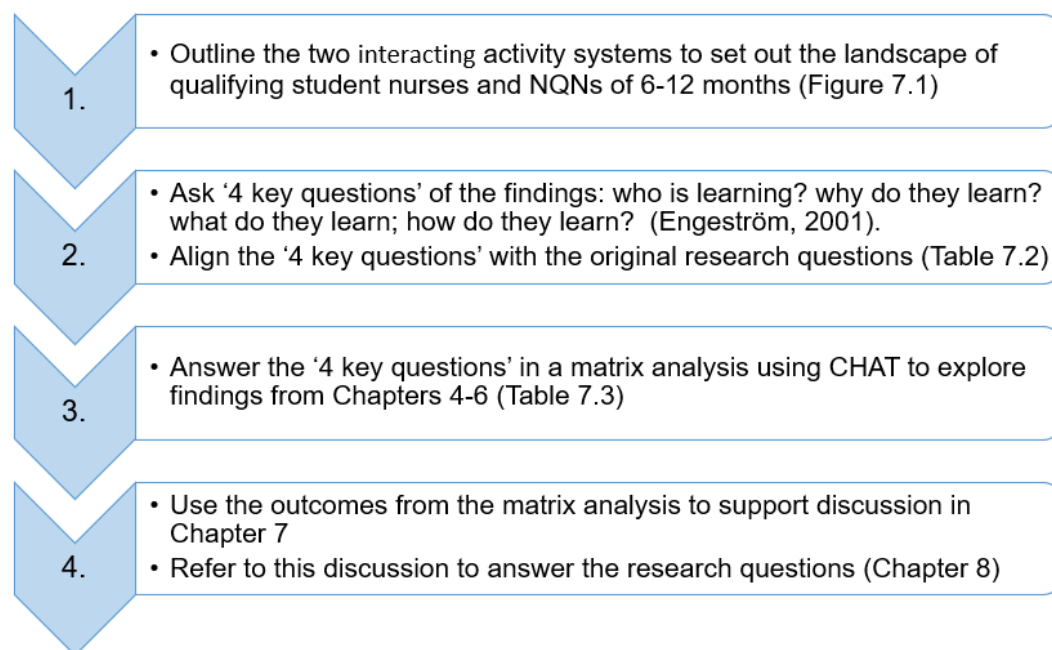 1.
• Outline the two interacting activity systems to set out the landscape of
qualifying student nurses and NQNs of 6-12 months (Figure 7.1)
2.
• Ask ‘4 key questions’ of the findings: who is learning? why do they learn?
what do they learn; how do they learn?  (Engeström, 2001).
• Align the ‘4 key questions’ with the original research questions (Table 7.2)
3.
• Answer the ‘4 key questions’ in a matrix analysis using CHAT to explore
findings from Chapters 4-6 (Table 7.3)
4.
• Use the outcomes from the matrix analysis to support discussion in
Chapter 7
• Refer to this discussion to answer the research questions (Chapter 8)